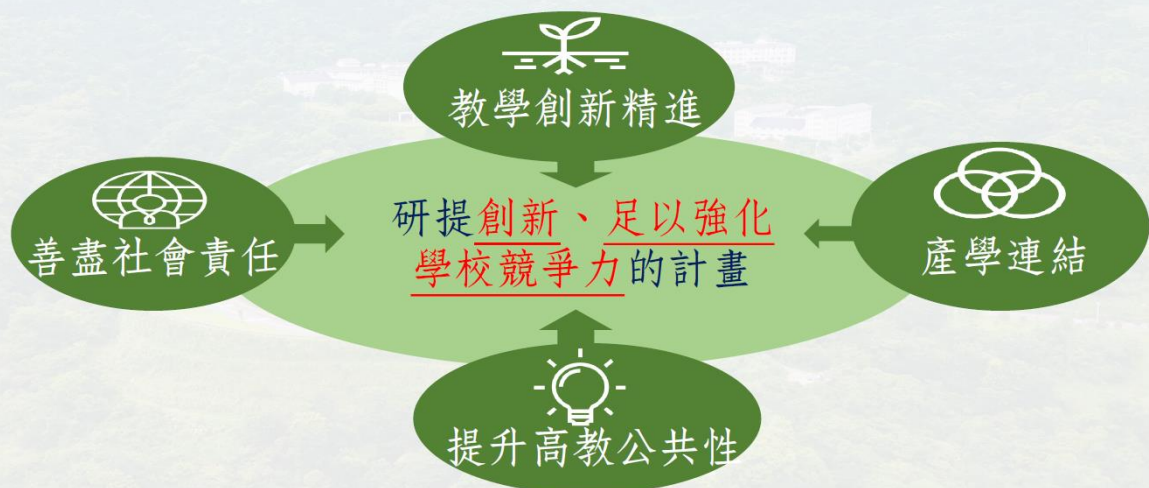 教學創新精進
善盡社會責任
研提創新、足以強化
學校競爭力的計畫
產學連結
提升高教公共性